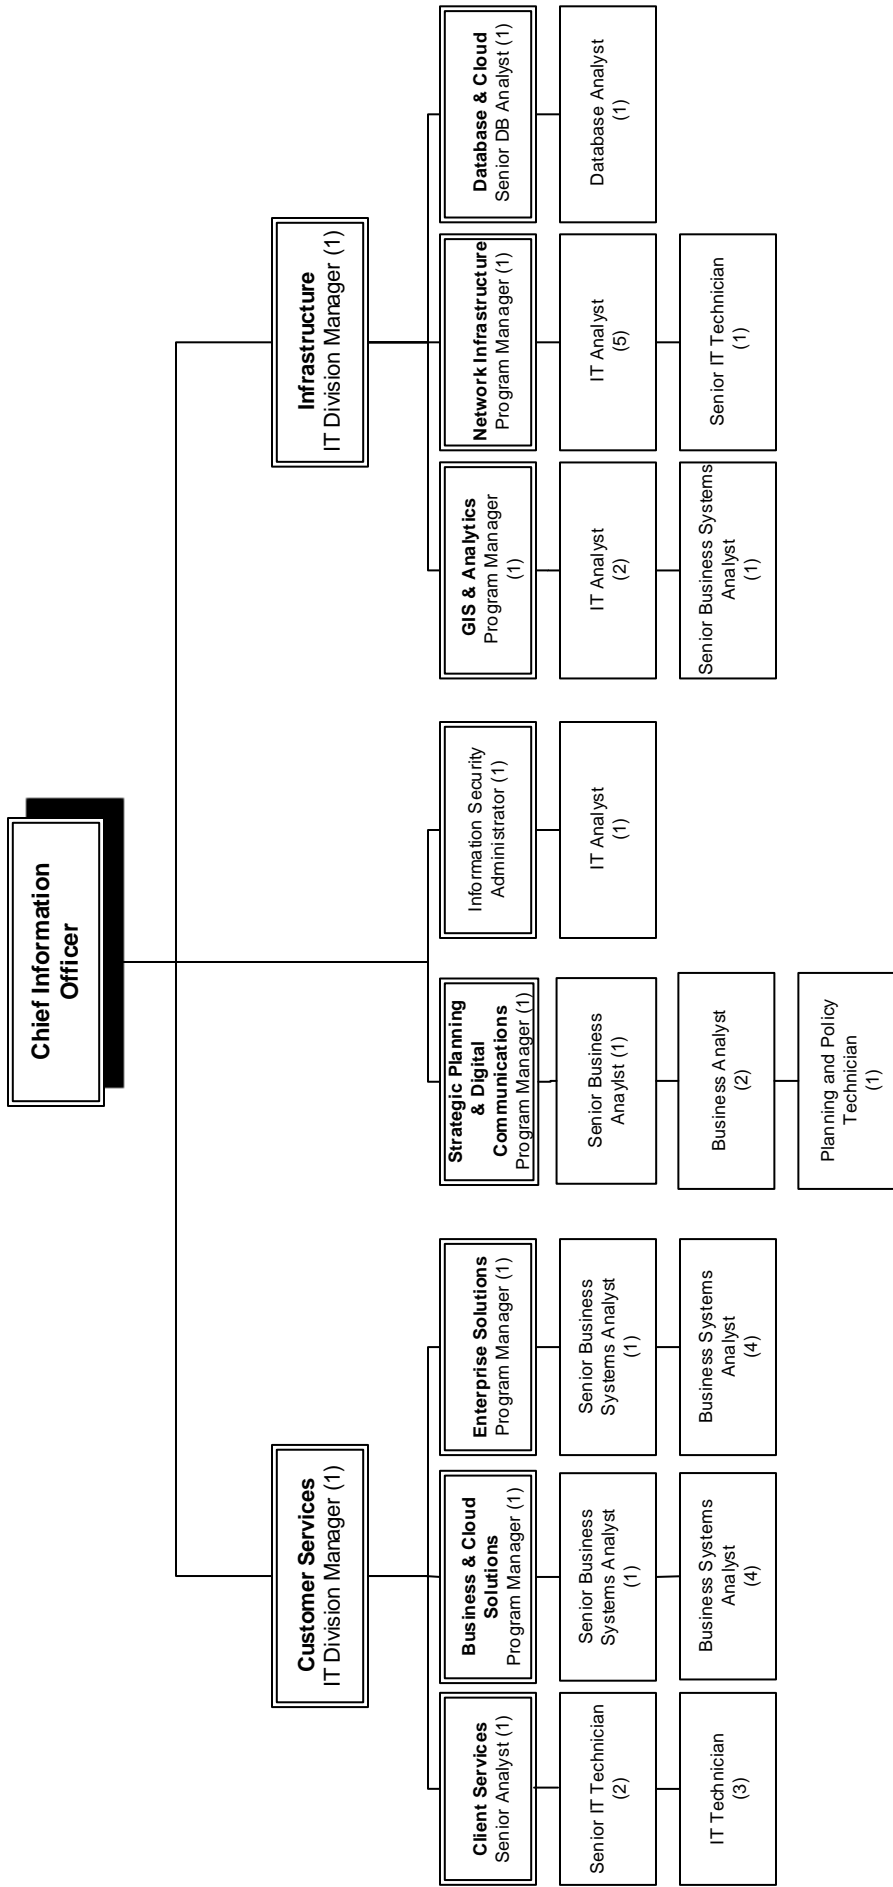 Chief Information
Officer
Customer Services
IT Division Manager (1)
Infrastructure
IT Division Manager (1)
Client Services
Senior Analyst (1)
Business & Cloud
Solutions
Program Manager (1)
Enterprise Solutions
Program Manager (1)
Strategic Planning
& Digital
Communications
Program Manager (1)
Information Security
Administrator (1)
GIS & Analytics
Program Manager
(1)
Network Infrastructure
Program Manager (1)
Database & Cloud
Senior DB Analyst (1)
Senior IT Technician
(2)
Senior Business
Systems Analyst
(1)
Senior Business
Systems Analyst
(1)
Senior Business
Anaylst (1)
IT Analyst
(1)
IT Analyst
(2)
IT Analyst
(5)
Database Analyst
(1)
IT Technician
(3)
Business Systems
Analyst
(4)
Business Systems
Analyst
(4)
Business Analyst
(2)
Senior Business Systems
Analyst
(1)
Senior IT Technician
(1)
Planning and Policy
Technician
(1)